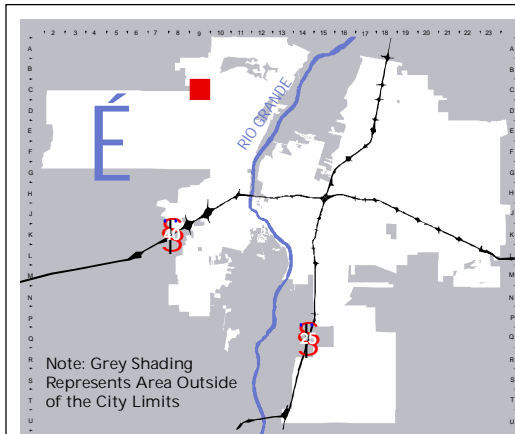 2 3 4 5 6 7 8 9 10 11 12 13 14 15 16 17 18 19 20 21 22 23
A
B
C
D
E
F
G
H
J
K
L
M
N
P
Q
R
S
T
U
É
RIO GRANDE
40
25
Note: Grey Shading
Represents Area Outside
of the City Limits
A
B
C
D
E
F
G
H
J
K
L
M
N
P
Q
R
S
T
U